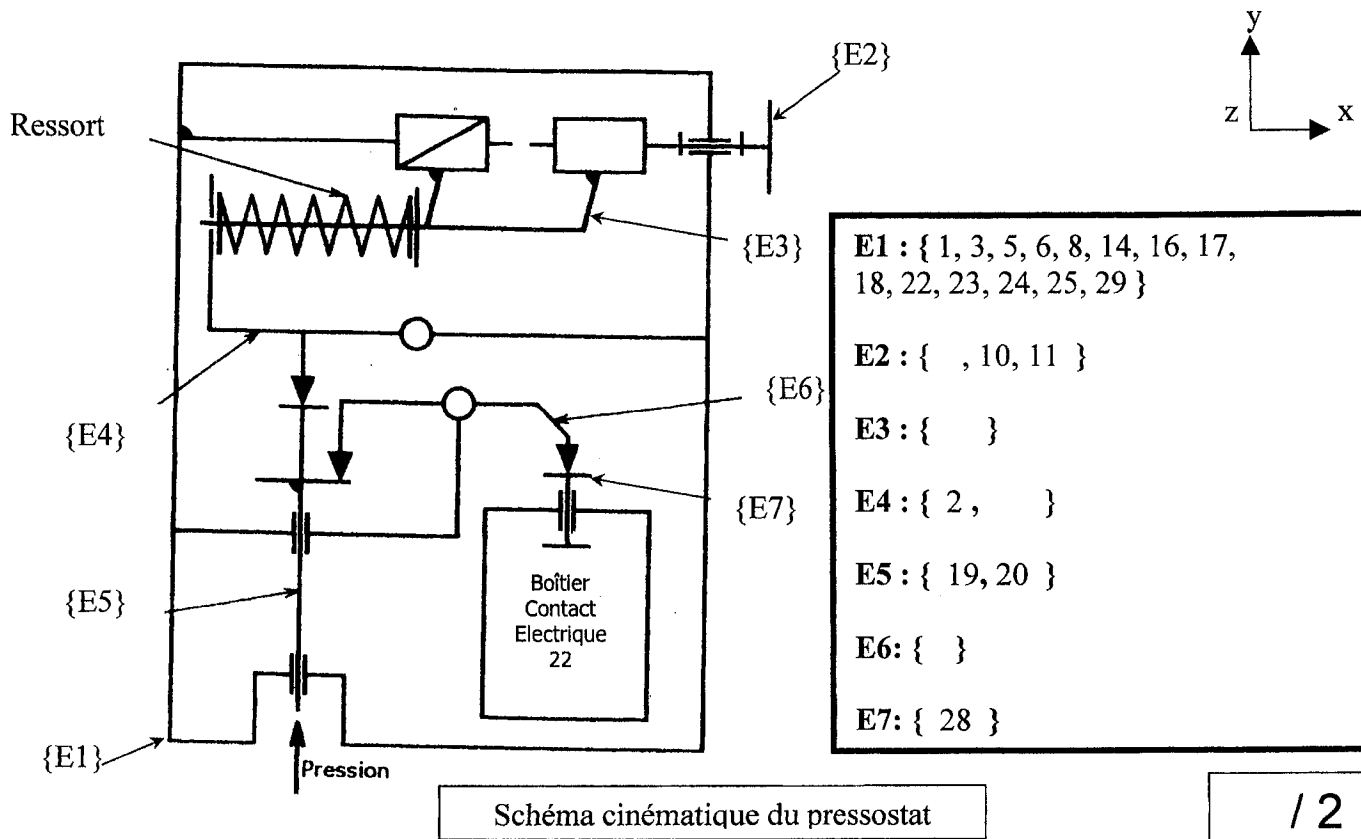 {E2}
y
z
x
Ressort
{E3}
E1 : { 1, 3, 5, 6, 8, 14, 16, 17,
18, 22, 23, 24, 25, 29 }
E2 : { , 10, 11 }
E3 : { }
E4 : { 2 , }
E5 : { 19, 20 }
E6: { }
E7: { 28 }
{E4}
{E6}
{E7}
{E5}
Boîtier
Contact
Electrique
22
{E1}
Pression
Schéma cinématique du pressostat
/ 2